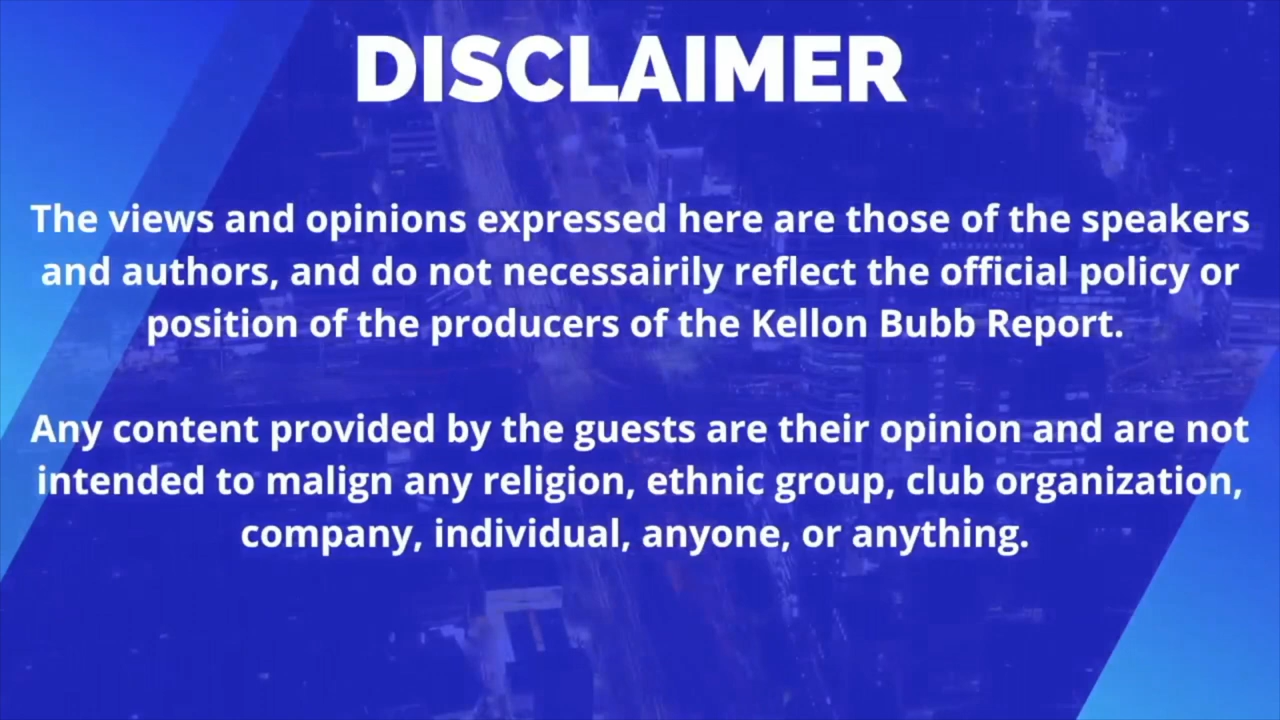 DISCLAIMER
The views and opinions expressed here are those of the speakers
and authors, and do not necessairily reflect the official policy or
position of the producers of the Kellon Bubb Report.
Any content provided by the guests are their opinion and are not
intended to malign any religion, ethnic group, club organization,
company, individual, anyone, or anything.